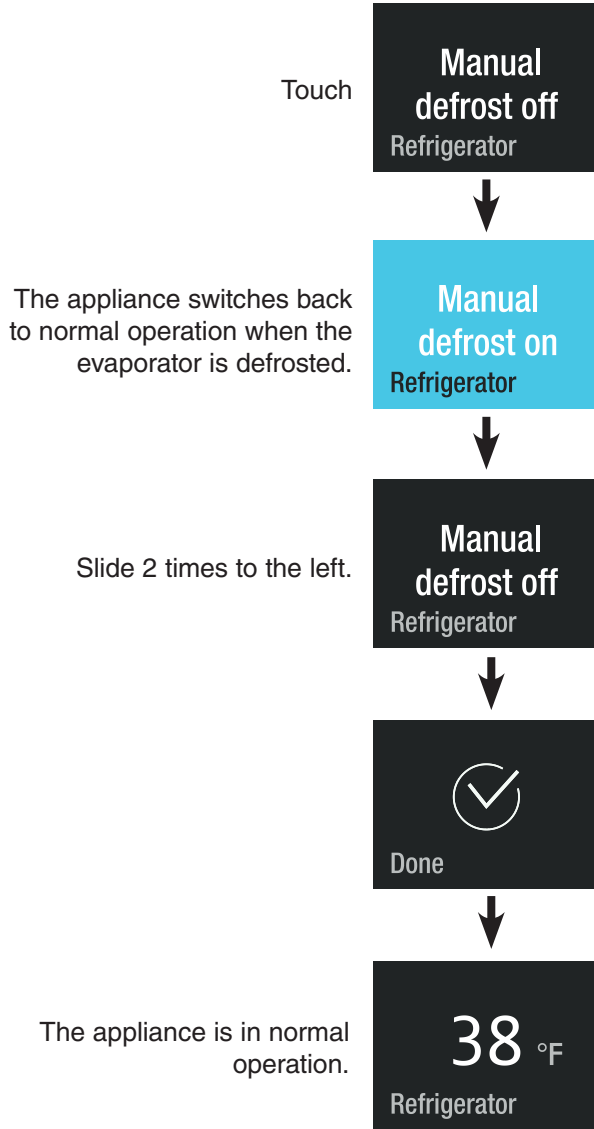 Touch
Manual
defrost off
Refrigerator
The appliance switches back
to normal operation when the
evaporator is defrosted.
Manual
defrost on
Refrigerator
Slide 2 times to the left.
Manual
defrost off
Refrigerator
Done
The appliance is in normal
operation.
38 °F
Refrigerator